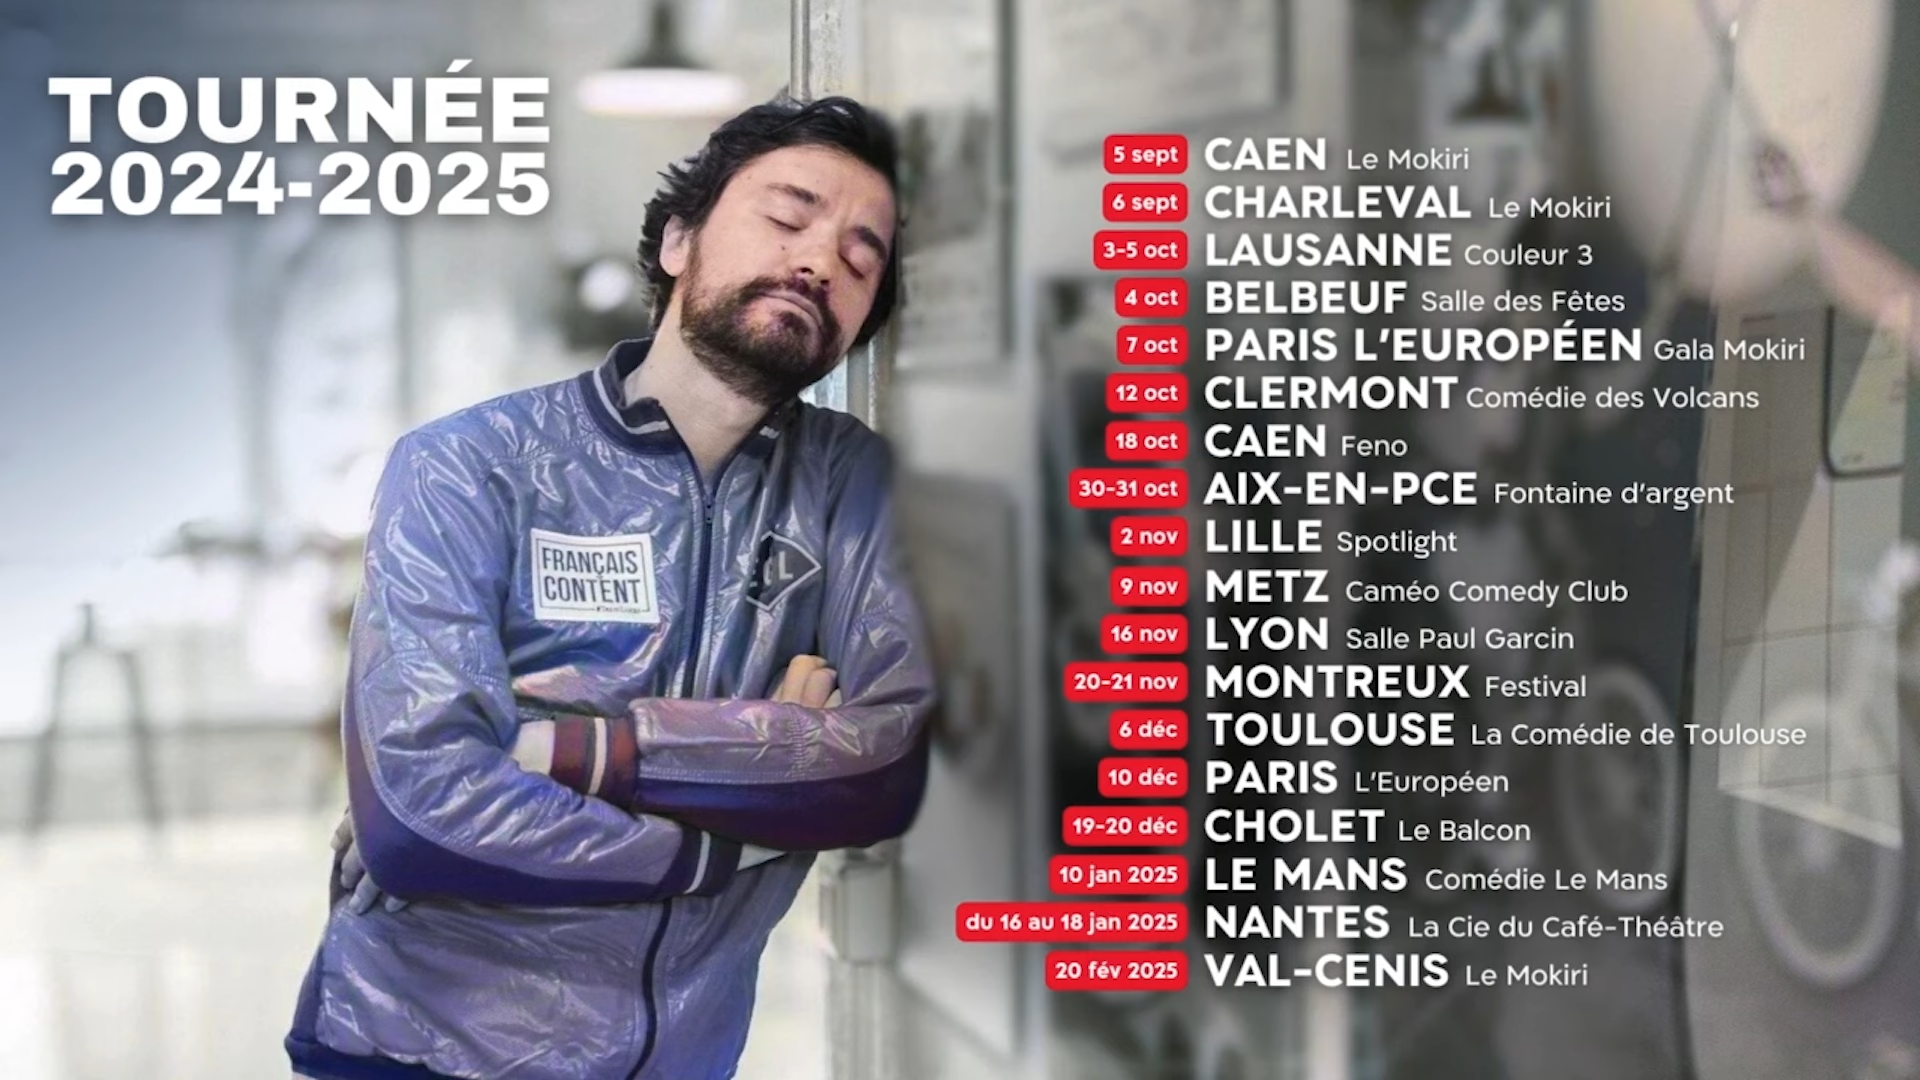 TOURNÉE
2024-2025
FRANÇAIS
CONTENT
5 sept CAEN Le Mokiri
6 sept CHARLEVAL Le Mokiri
3-5 oct LAUSANNE Couleur 3
4 oct BELBEUF Salle des Fêtes
7 oct PARIS L'EUROPÉEN Gala Mokiri
12 oct CLERMONT Comédie des Volcans
18 oct CAEN Feno
30-31 oct AIX-EN-PCE Fontaine d'argent
2 nov LILLE Spotlight
9 nov METZ Caméo Comedy Club
16 nov LYON Salle Paul Garcin
20-21 nov MONTREUX Festival
6 déc TOULOUSE La Comédie de Toulouse
10 déc PARIS L'Européen
19-20 déc CHOLET Le Balcon
10 jan 2025 LE MANS Comédie Le Mans
du 16 au 18 jan 2025 NANTES La Cie du Café-Théâtre
20 fév 2025 VAL-CENIS Le Mokiri